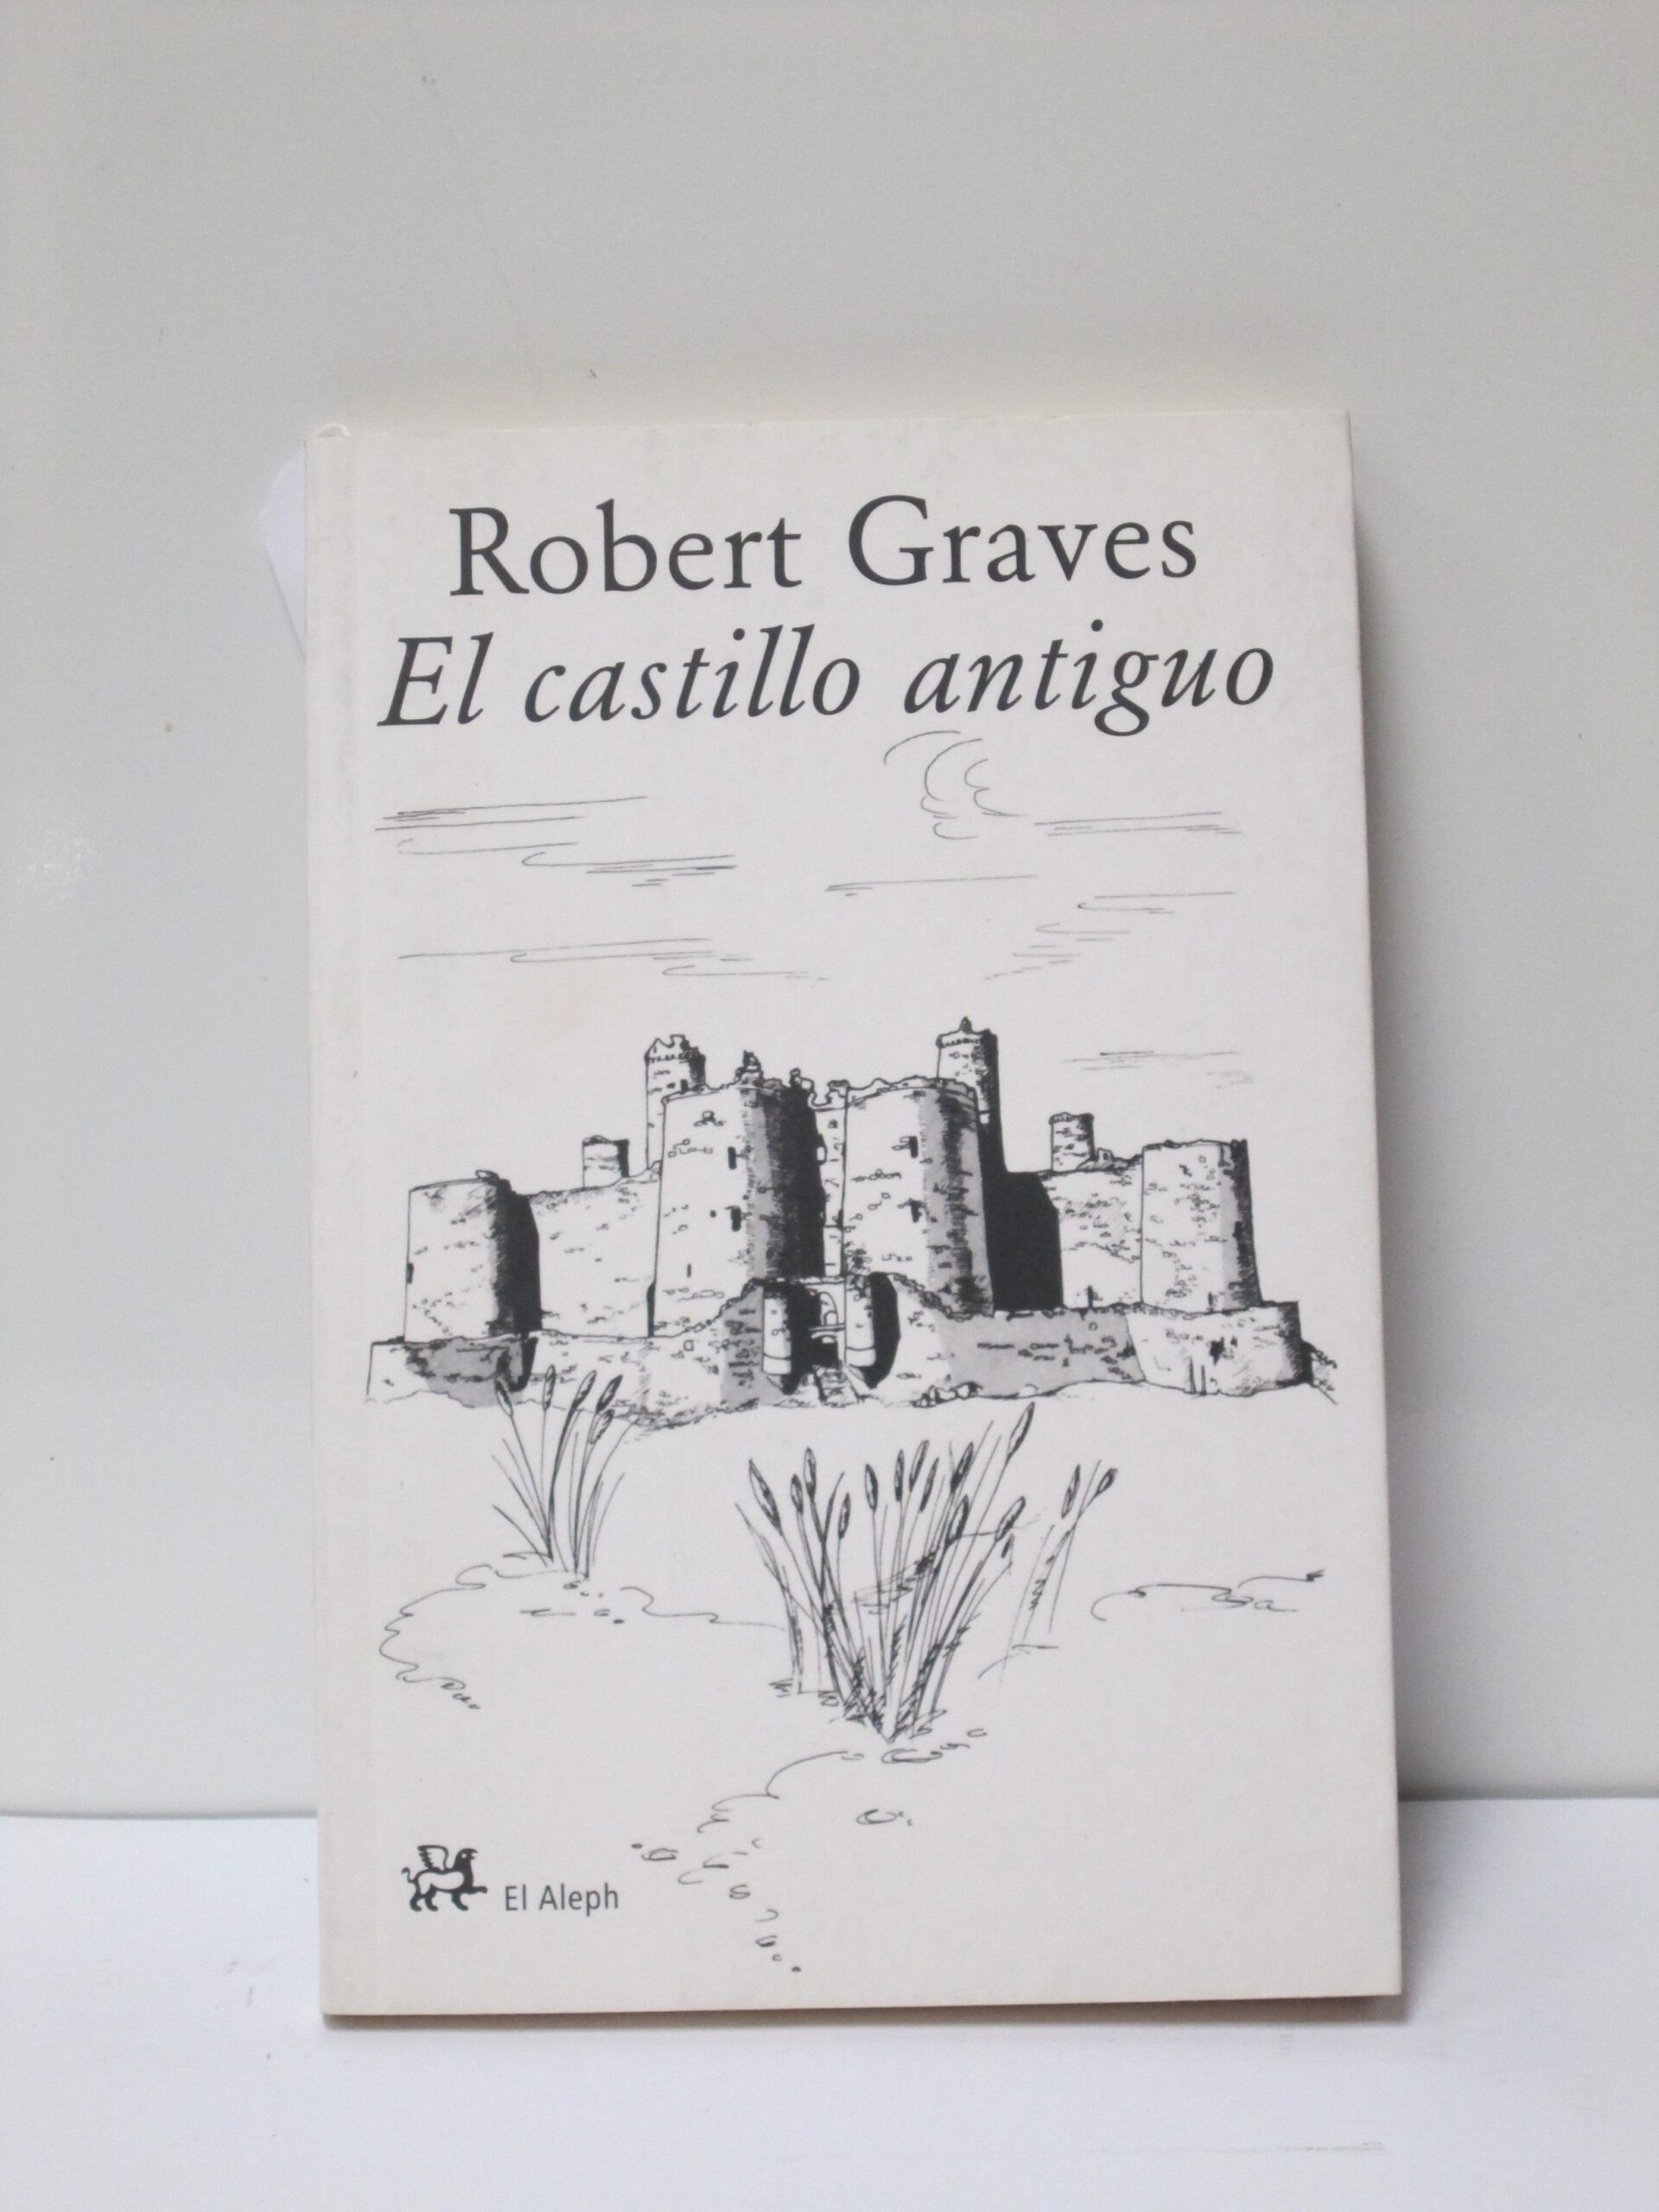 Robert Graves
El castillo antiguo
El Aleph